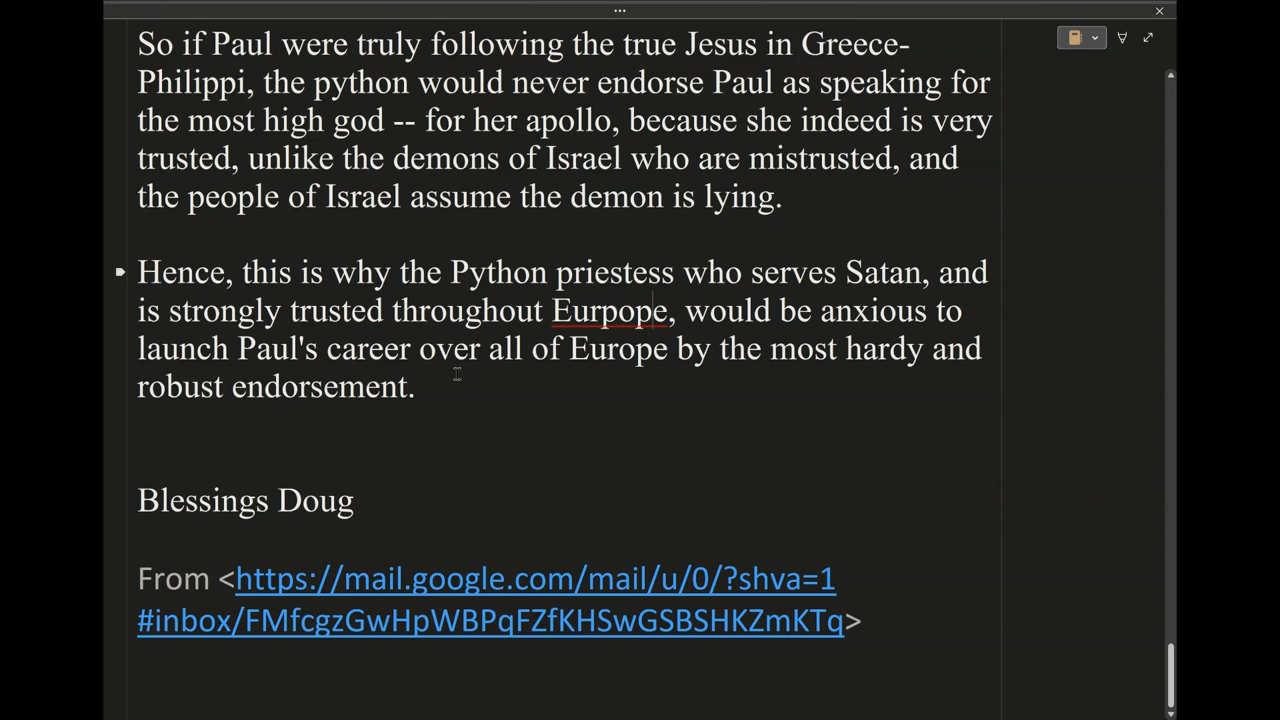 So if Paul were truly following the true Jesus in Greece-
Philippi, the python would never endorse Paul as speaking for
the most high god -- for her apollo, because she indeed is very
trusted, unlike the demons of Israel who are mistrusted, and
the people of Israel assume the demon is lying.
Hence, this is why the Python priestess who serves Satan, and
is strongly trusted throughout Eurpope, would be anxious to
launch Paul's career over all of Europe by the most hardy and
robust endorsement.
Blessings Doug
From <https://mail.google.com/mail/u/0/?shva=1
#inbox/FMfcgzGwHpWBPqFZfKHSwGSBSHKZmKTq>